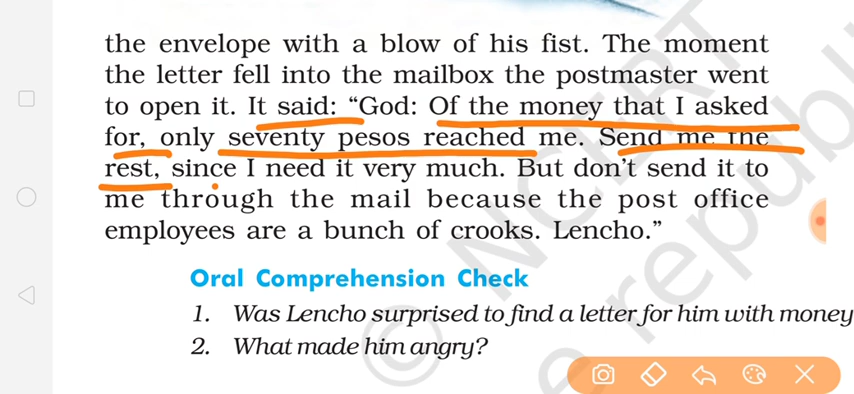 the envelope with a blow of his fist. The moment
the letter fell into the mailbox the postmaster went
to open it. It said: “God: Of the money that I asked
for, only seventy pesos reached me. Send me the
rest, since I need it very much. But don’t send it to
me through the mail because the post office
employees are a bunch of crooks. Lencho.”
Oral Comprehension Check
1. Was Lencho surprised to find a letter for him with money
2. What made him angry?
© NCERT
republ